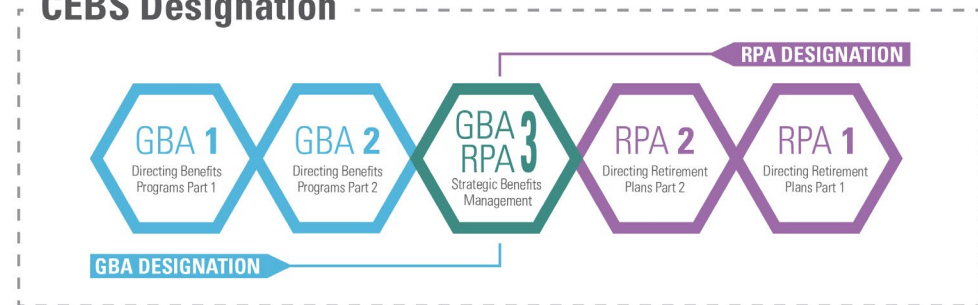 CEBS Designation
RPA DESIGNATION
GBA 1
Directing Benefits
Programs Part 1
GBA 2
Directing Benefits
Programs Part 2
GBA
RPA 3
Strategic Benefits
Management
RPA 2
Directing Retirement
Plans Part 2
RPA 1
Directing Retirement
Plans Part 1
GBA DESIGNATION